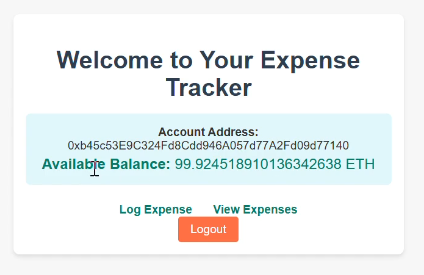 Welcome to Your Expense
Tracker
Account Address:
0xb45c53E9C324Fd8Cdd946A057d77A2Fd09d77140
Available Balance: 99.924518910136342638 ETH
Log Expense View Expenses
Logout